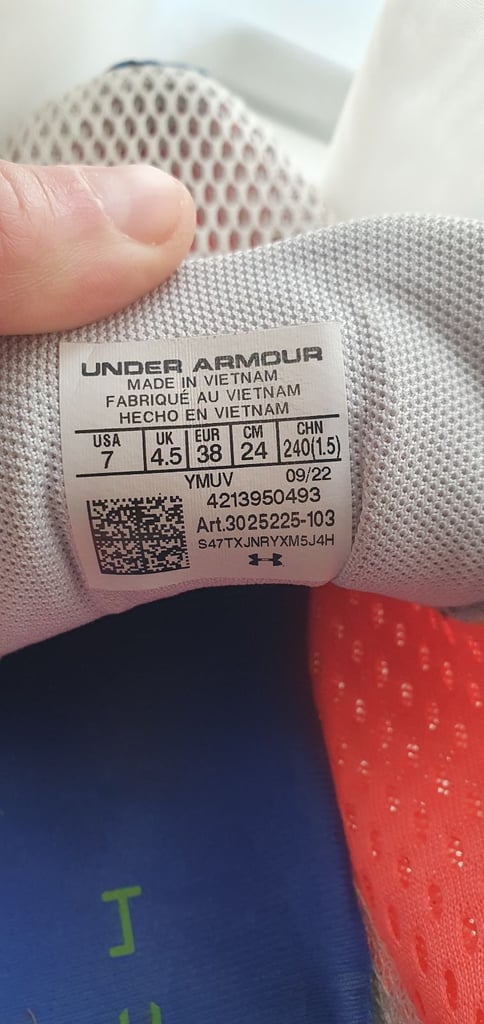 UNDER ARMOUR
MADE IN VIETNAM
FABRIQUÉ AU VIETNAM
HECHO EN VIETNAM
USA UK EUR CM CHN
7 4.5 38 24 240(1.5)
YMUV 09/22
4213950493
Art.3025225-103
S47TXJNRYXM5J4H
J